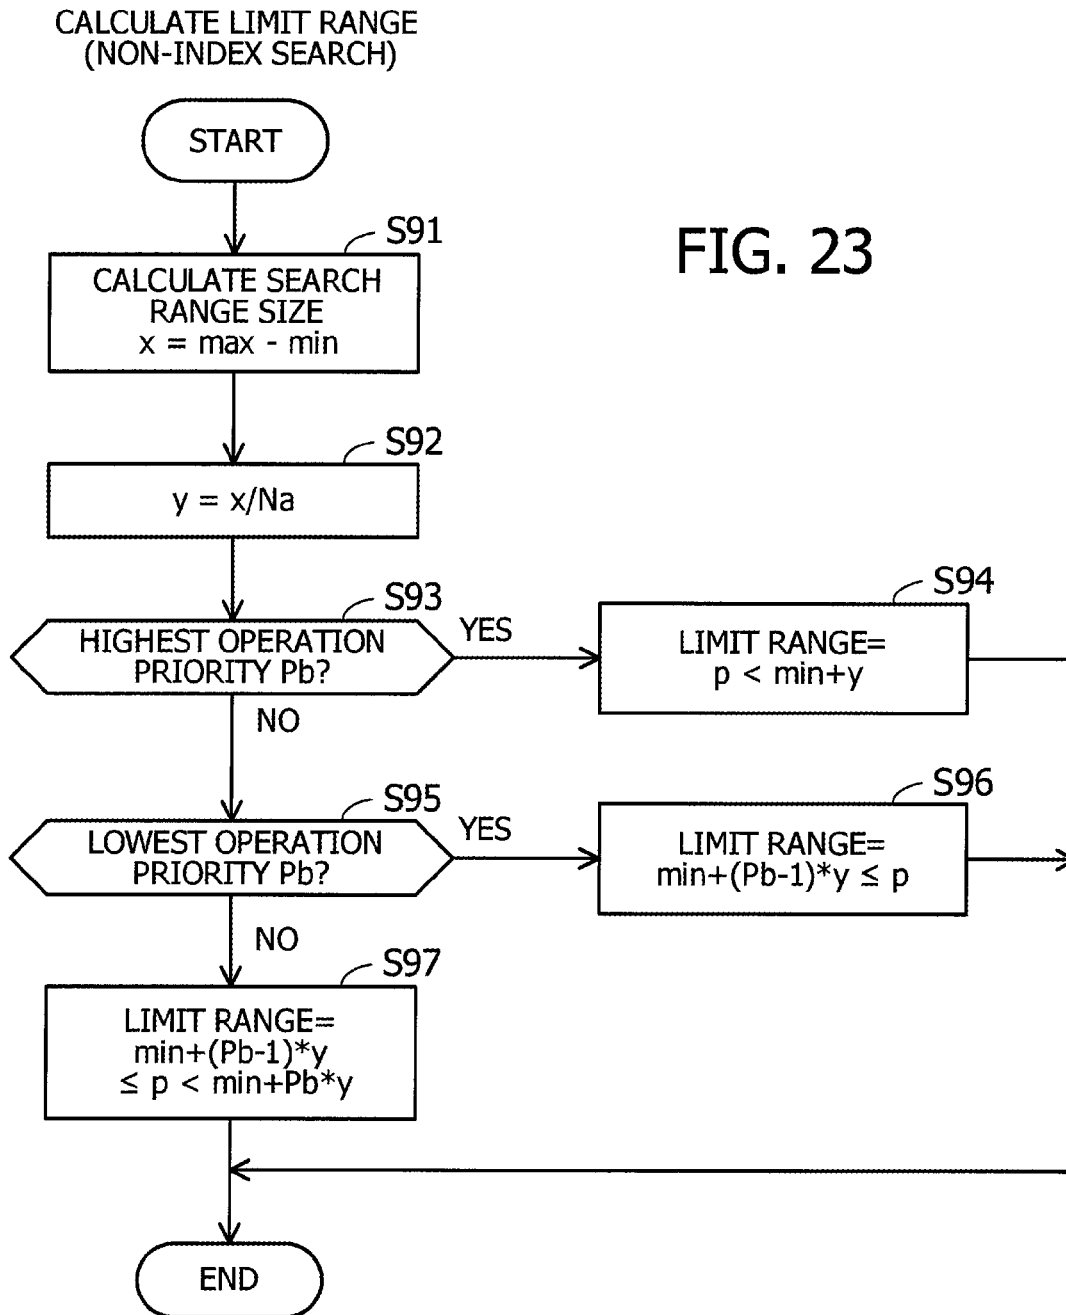 CALCULATE LIMIT RANGE
(NON-INDEX SEARCH)
START
FIG. 23
S91
CALCULATE SEARCH
RANGE SIZE
x = max - min
S92
y = x/Na
S93
HIGHEST OPERATION
PRIORITY Pb?
YES
S94
LIMIT RANGE=
p < min+y
NO
S95
LOWEST OPERATION
PRIORITY Pb?
YES
S96
LIMIT RANGE=
min+(Pb-1)*y ≤ p
NO
S97
LIMIT RANGE=
min+(Pb-1)*y
≤ p < min+Pb*y
END